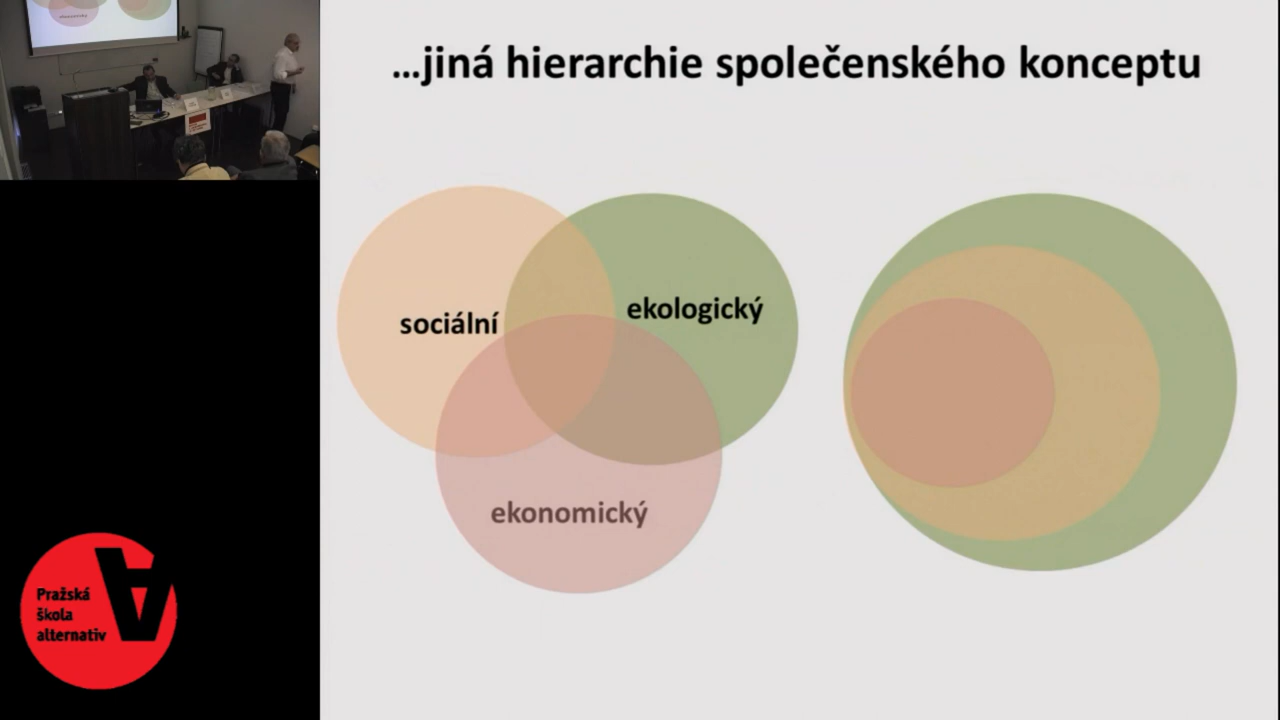 …jiná hierarchie společenského konceptu
sociální
ekologický
ekonomický
Pražská
škola
alternativ